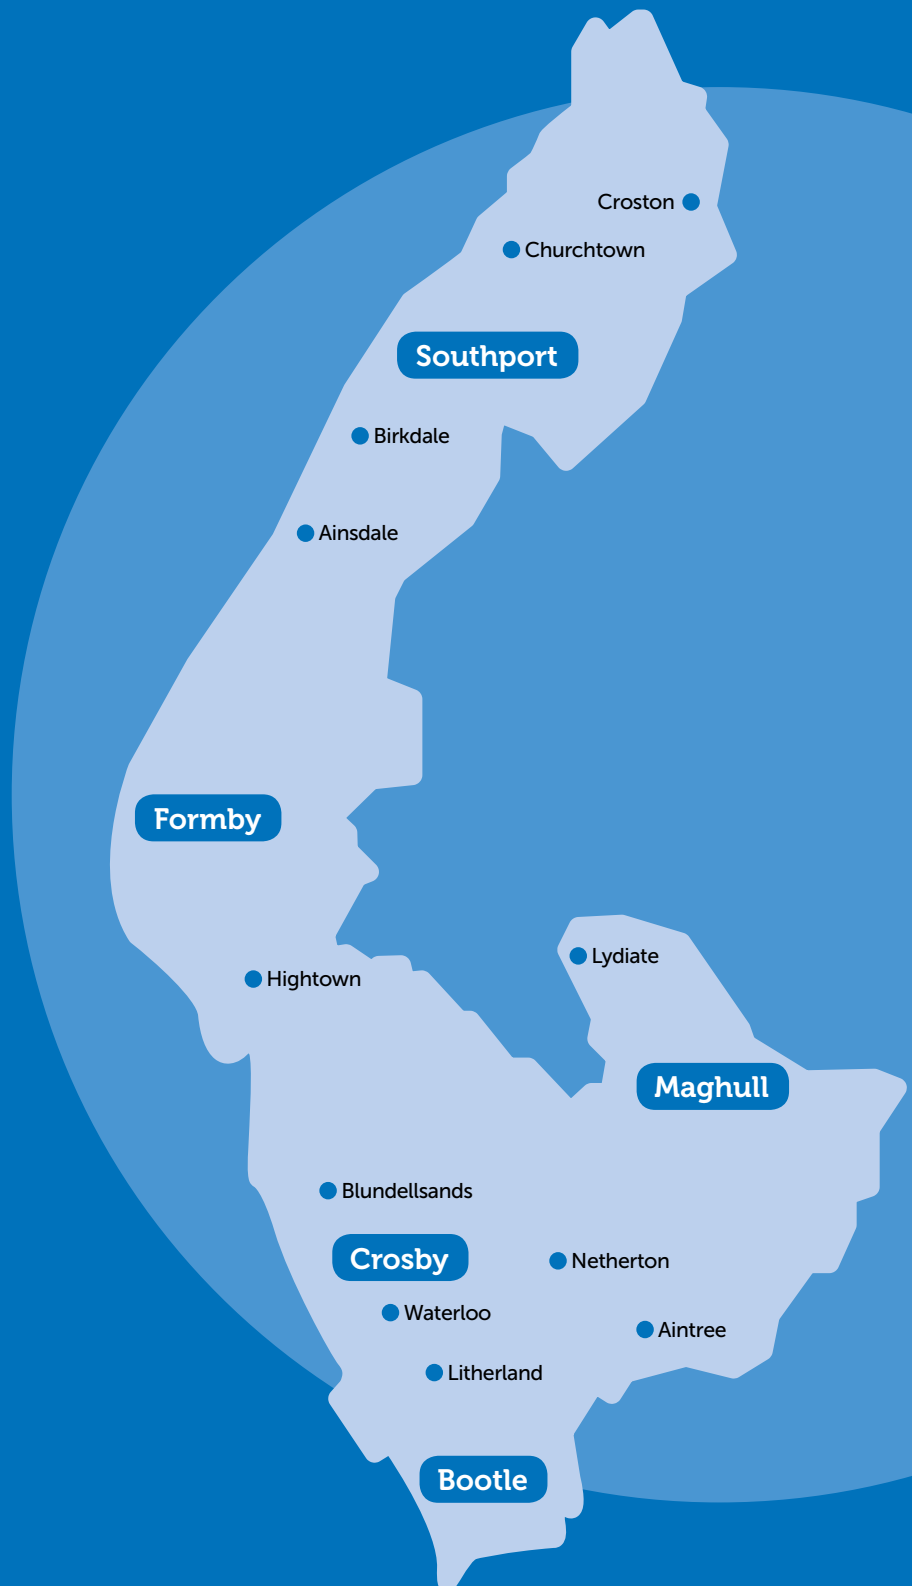 Croston
Churchtown
Southport
Birkdale
Ainsdale
Formby
Lydiate
Hightown
Maghull
Blundellsands
Crosby
Netherton
Waterloo
Aintree
Litherland
Bootle